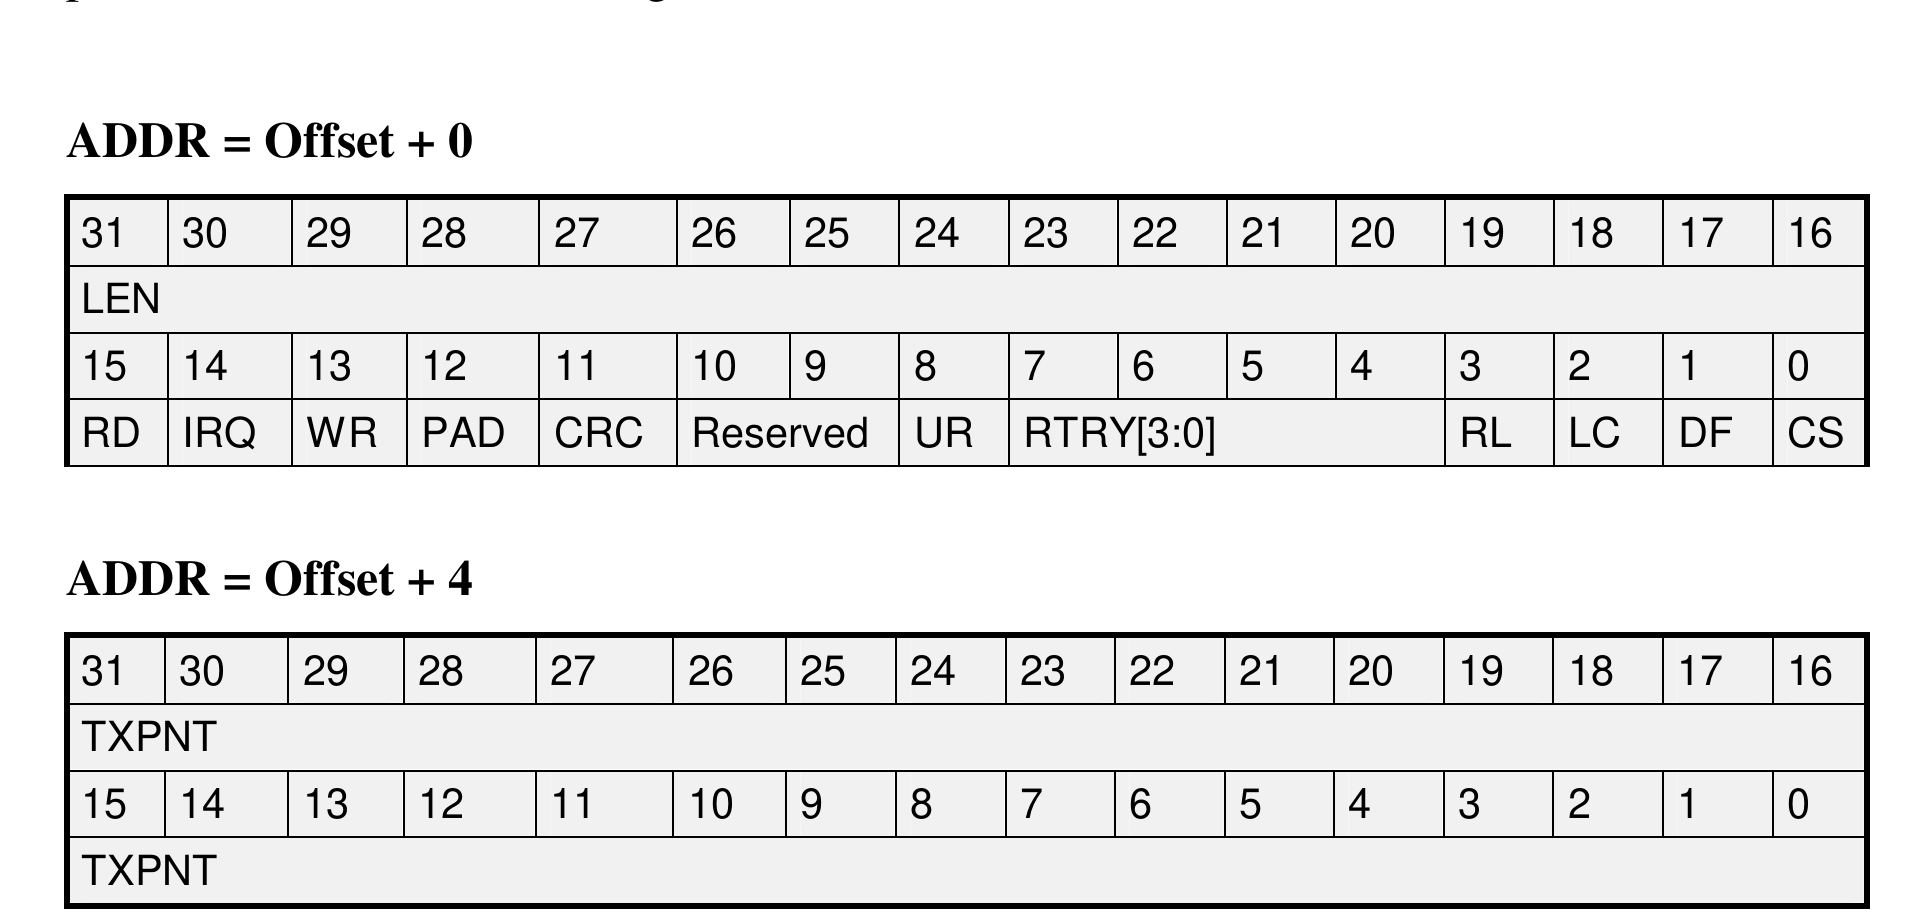 ADDR = Offset + 0
31 30 29 28 27 26 25 24 23 22 21 20 19 18 17 16
LEN
15 14 13 12 11 10 9 8 7 6 5 4 3 2 1 0
RD IRQ WR PAD CRC Reserved UR RTRY[3:0] RL LC DF CS
ADDR = Offset + 4
31 30 29 28 27 26 25 24 23 22 21 20 19 18 17 16
TXPNT
15 14 13 12 11 10 9 8 7 6 5 4 3 2 1 0
TXPNT